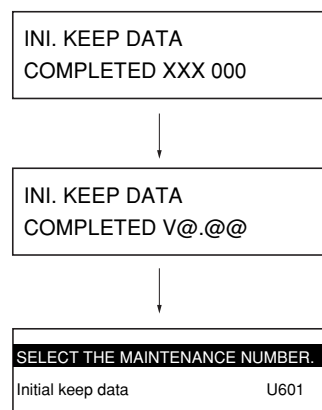 INI. KEEP DATA
COMPLETED XXX 000
INI. KEEP DATA
COMPLETED V@.@@
SELECT THE MAINTENANCE NUMBER.
Initial keep data U601